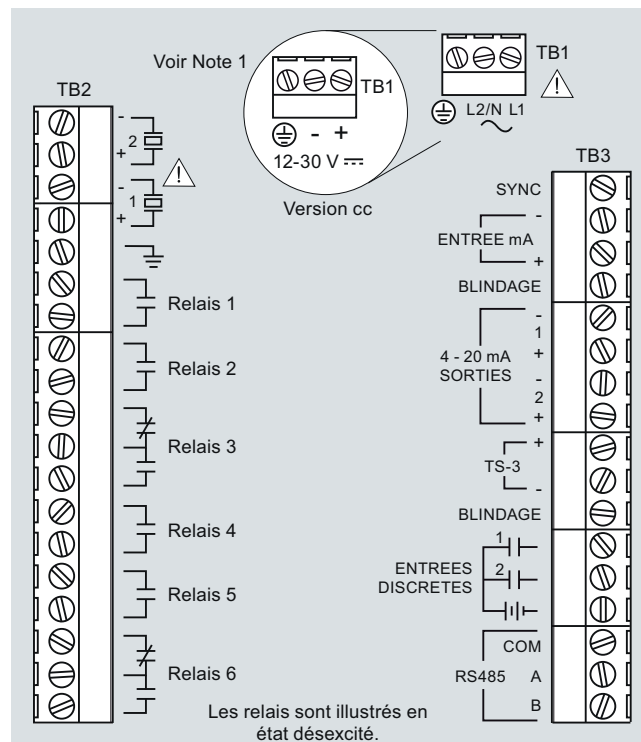 Voir Note 1
TB1
L2/N L1
TB1
- +
12-30 V
Version cc
TB2
-
2
+
-
1
+
Relais 1
Relais 2
Relais 3
Relais 4
Relais 5
Relais 6
TB3
SYNC
-
ENTREE mA
+
BLINDAGE
-
1
+
4 - 20 mA
SORTIES
-
2
+
+
TS-3
-
BLINDAGE
1
ENTREES
2
DISCRETES
COM
RS485 A
B
Les relais sont illustrés en
état désexcité.